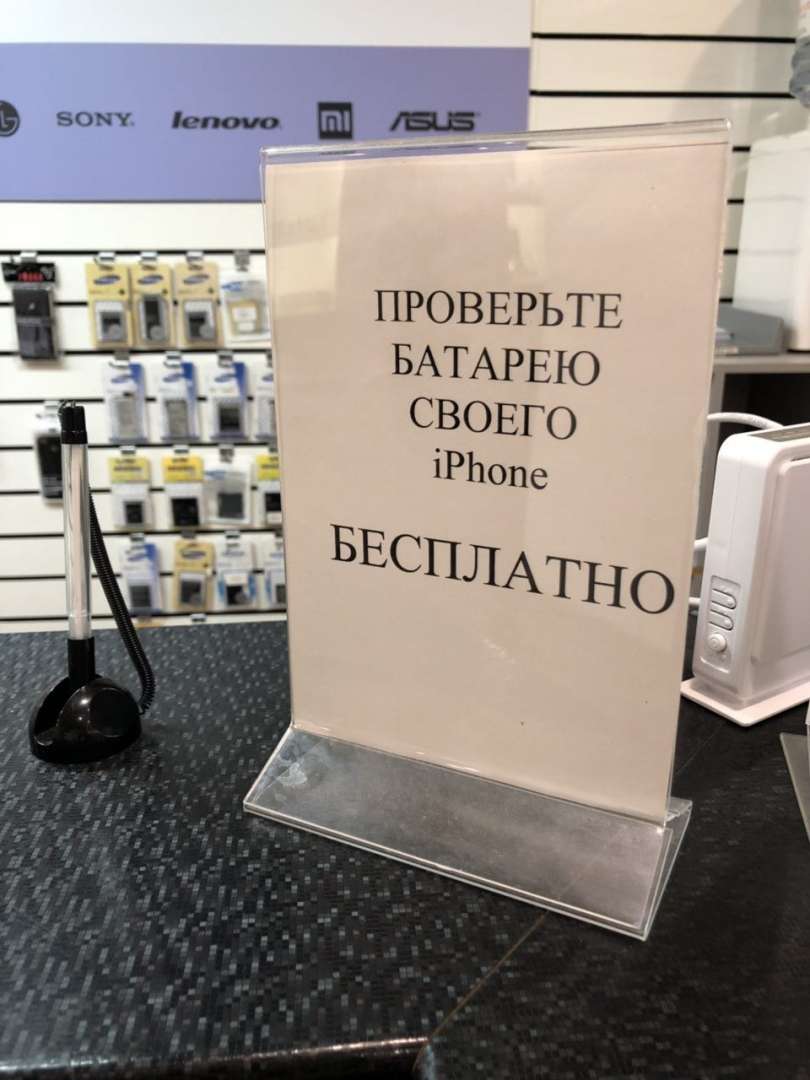 SONY lenovo mi ASUS
ПРОВЕРЬТЕ
БАТАРЕЮ
СВОЕГО
iPhone
БЕСПЛАТНО